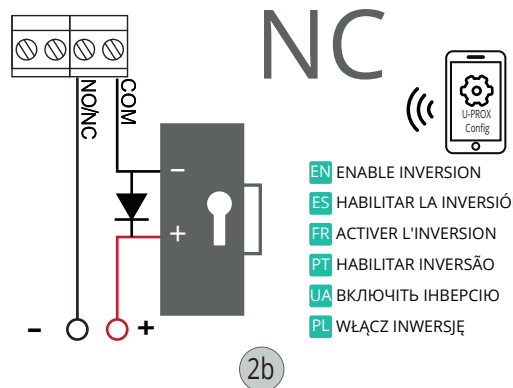 NC
NO/NC
COM
U-PROX
Config
-
+
- +
EN ENABLE INVERSION
ES HABILITAR LA INVERSIÓ
FR ACTIVER L'INVERSION
PT HABILITAR INVERSÃO
UA ВКЛЮЧІТЬ ІНВЕРСІЮ
PL WŁĄCZ INWERSJĘ
2b